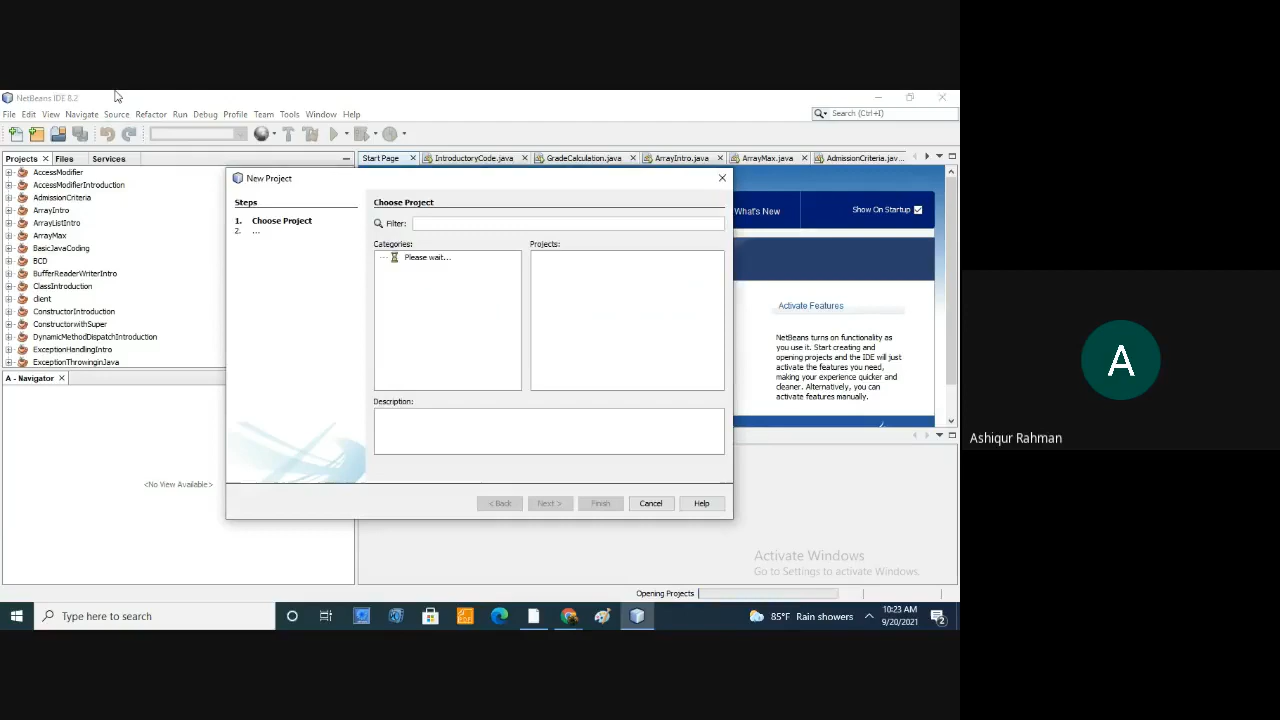 NetBeans IDE 8.2
File Edit View Navigate Source Refactor Run Debug Profile Team Tools Window Help
Search (Ctrl+I)
Projects Files Services
Start Page IntroductoryCode.java GradeCalculation.java ArrayIntro.java ArrayMax.java AdmissionCriteria.jav...
AccessModifier
AccessModifierIntroduction
AdmissionCriteria
ArrayIntro
ArrayListIntro
ArrayMax
BasicJavaCoding
BCD
BufferReaderWriterIntro
ClassIntroduction
client
ConstructorIntroduction
ConstructorwithSuper
DynamicMethodDispatchIntroduction
ExceptionHandlingIntro
ExceptionThrowinginJava
A - Navigator
<No View Available>
New Project
Steps
1. Choose Project
2. ...
Choose Project
Filter:
Categories:
Projects:
Please wait...
Description:
< Back Next > Finish Cancel Help
What's New
Show On Startup
Activate Features
NetBeans turns on functionality as
you use it. Start creating and
opening projects and the IDE will just
activate the features you need,
making your experience quicker and
cleaner. Alternatively, you can
activate features manually.
Activate Windows
Go to Settings to activate Windows.
Opening Projects
Type here to search
85°F Rain showers
10:23 AM
9/20/2021
2
A
Ashiqur Rahman